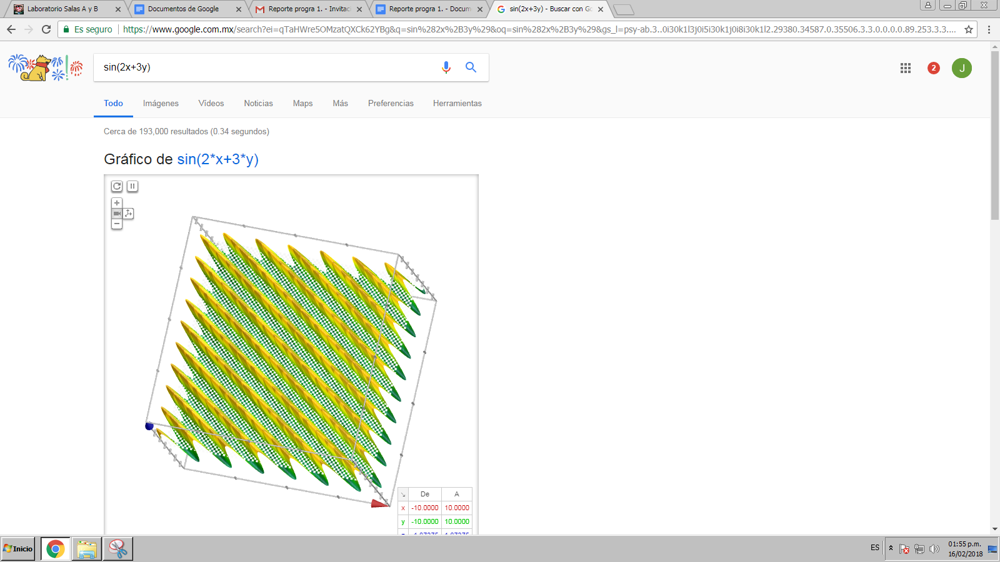 Laboratorio Salas A y B
Documentos de Google
Reporte progra 1. - Invitaci
Reporte progra 1. - Docum
sin(2x+3y) - Buscar con Go
Es seguro
https://www.google.com.mx/search?ei=qTaHWre5OMzatQXCk62YBg&q=sin%282x%2B3y%29&oq=sin%282x%2B3y%29&gs_l=psy-ab.3..0i30k1l3j0i5i30k1j0i8i30k1l2.29380.34587.0.35506.3.3.0.0.0.0.89.253.3.3....
sin(2x+3y)
2
J
Todo
Imágenes
Vídeos
Noticias
Maps
Más
Preferencias
Herramientas
Cerca de 193,000 resultados (0.34 segundos)
Gráfico de sin(2*x+3*y)
De A
x -10.0000 10.0000
y -10.0000 10.0000
Inicio
ES
01:55 p.m.
16/02/2018